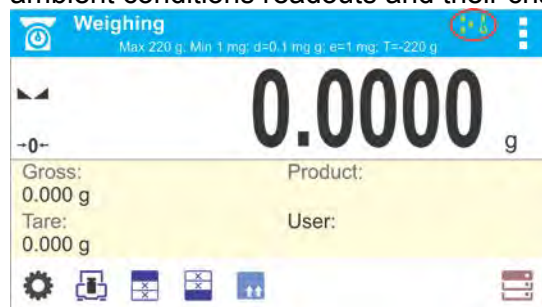 ambient conditions readouts and their
Weighing
Max 220 g; Min 1 mg; d=0.1 mg g; e=1 mg; T=-220 g
0.0000 g
→0←
Gross:
0.000 g
Product:
Tare:
0.000 g
User: